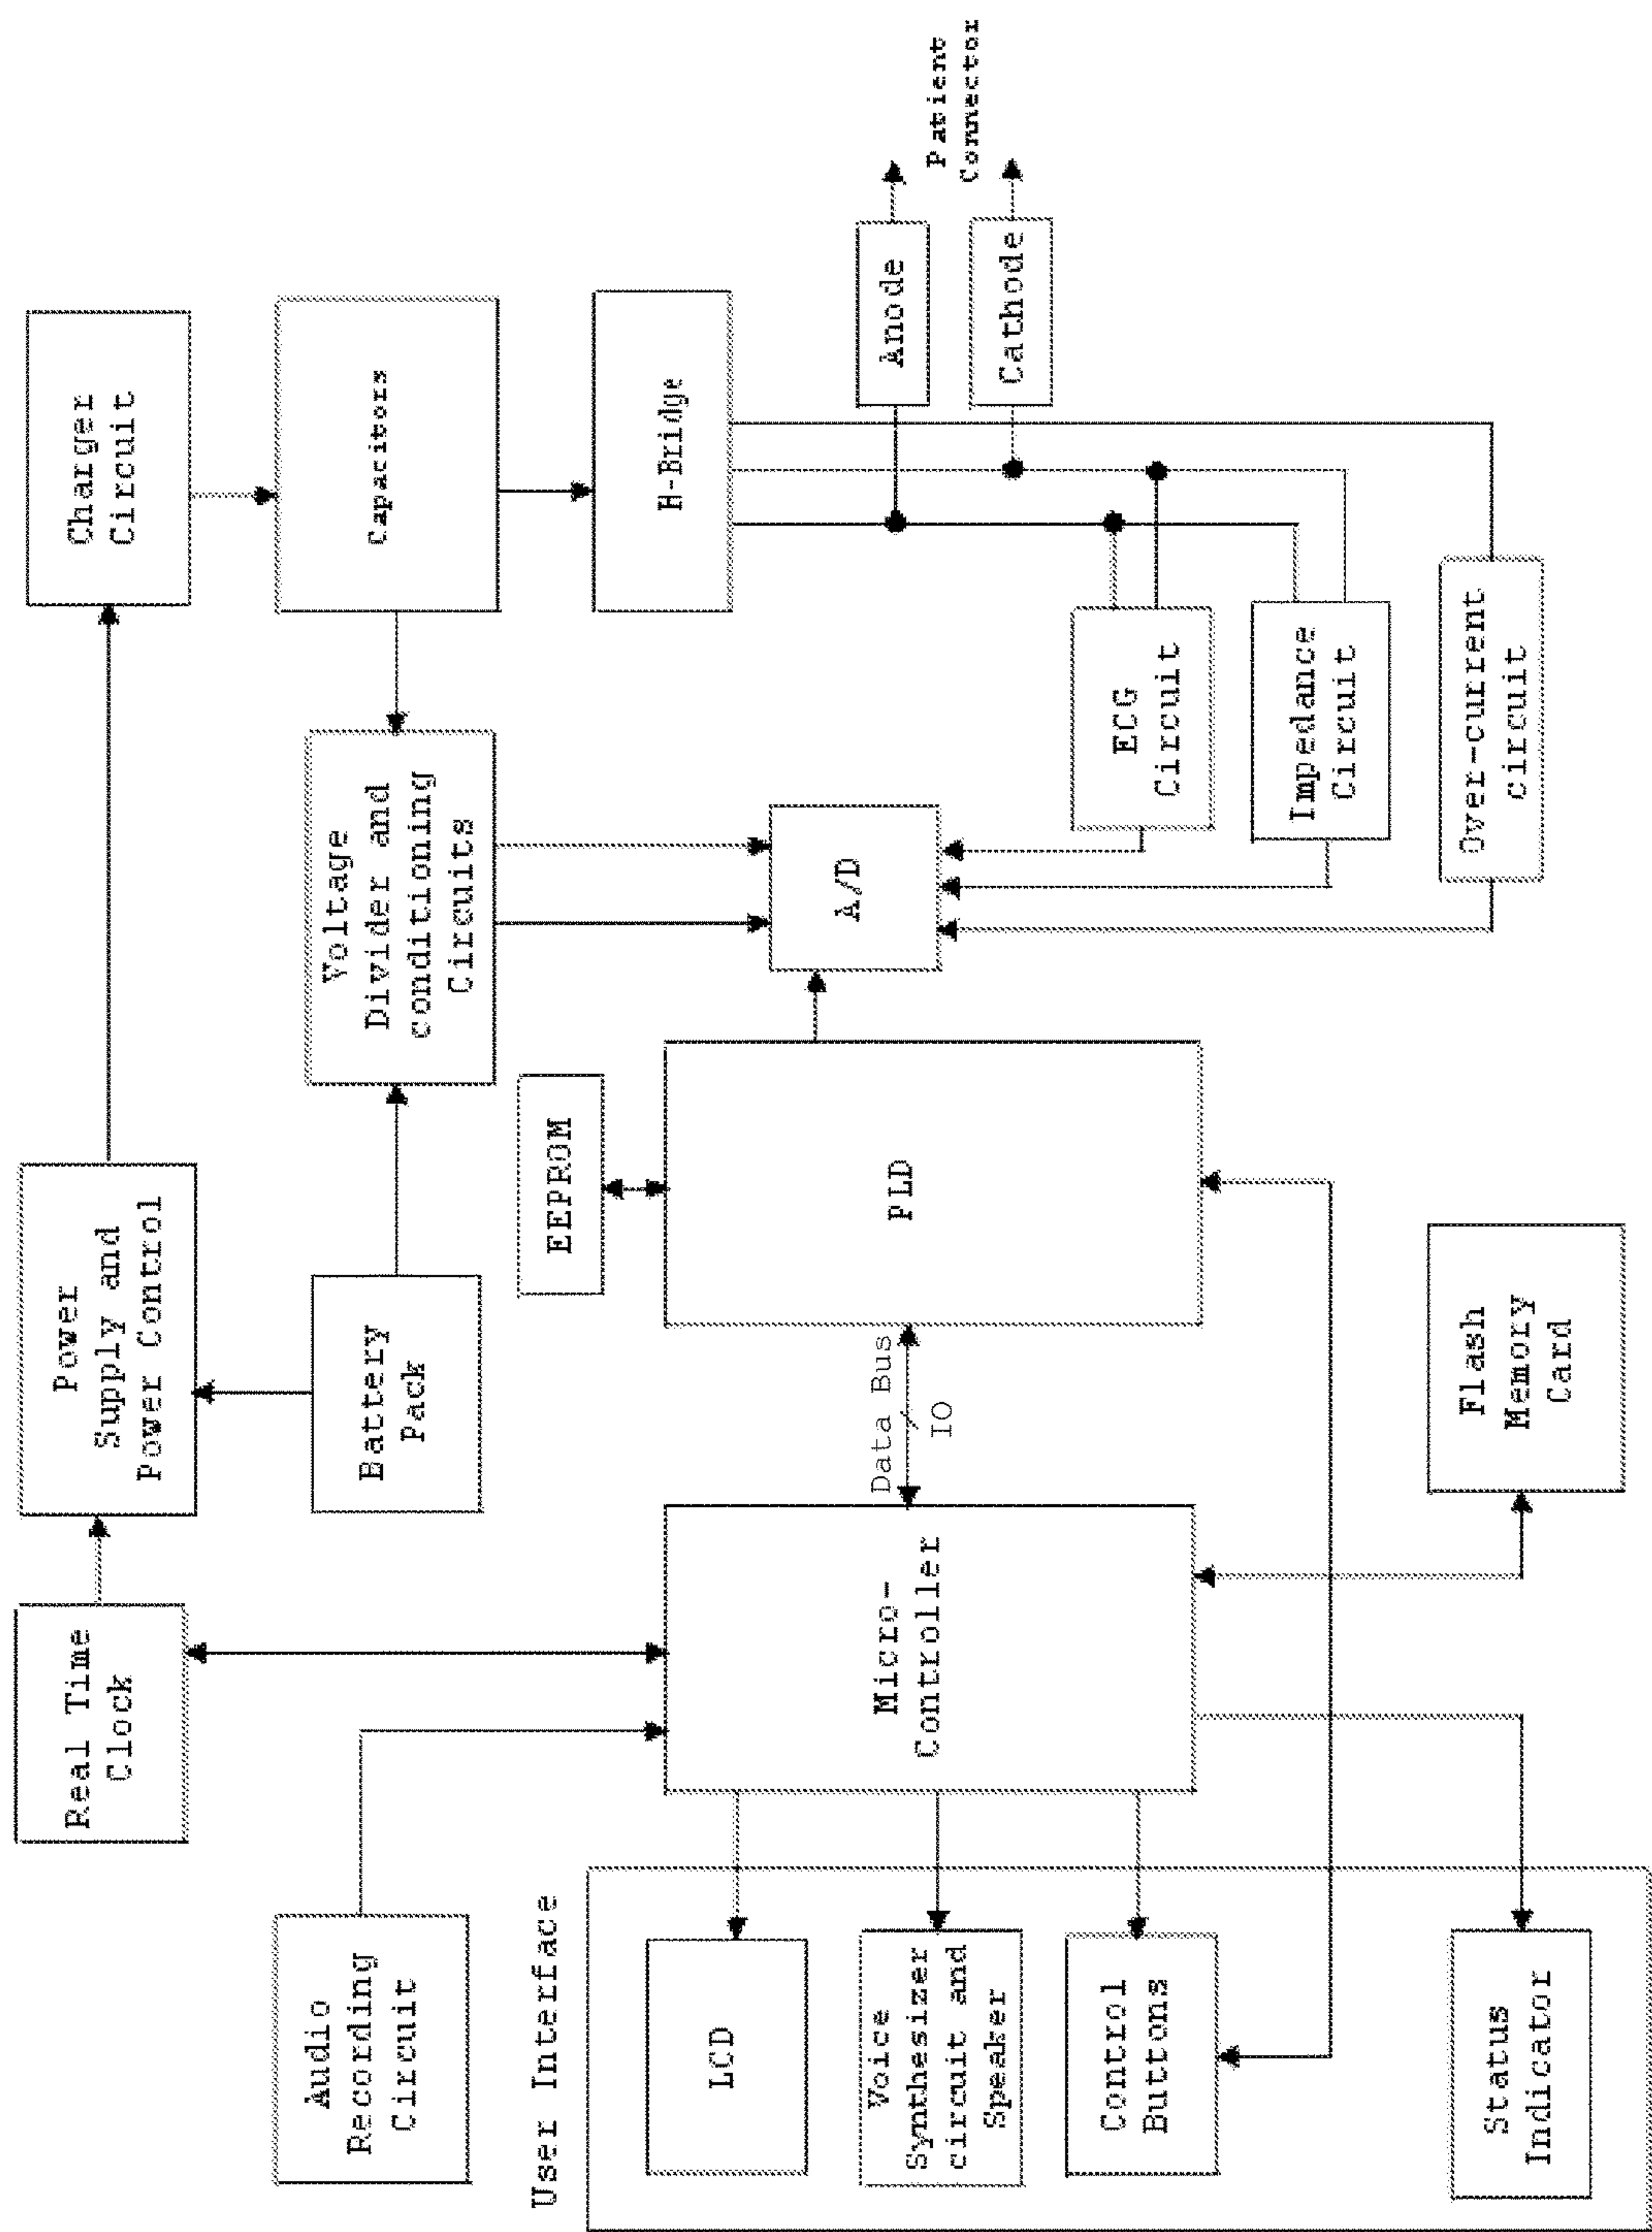 Real Time
Clock
Power
Supply and
Power Control
Charger
Circuit
Audio
Recording
Circuit
Battery
Pack
Voltage
Divider and
conditioning
Circuits
Capacitors
User Interface
EEPROM
H-Bridge
LCD
Voice
Synthesizer
circuit and
Speaker
Control
Buttons
Status
Indicator
Micro-
Controller
Data Bus
IO
PLD
A/D
Anode
Cathode
Patient
Connector
ECG
Circuit
Impedance
Circuit
Over-current
circuit
Flash
Memory
Card